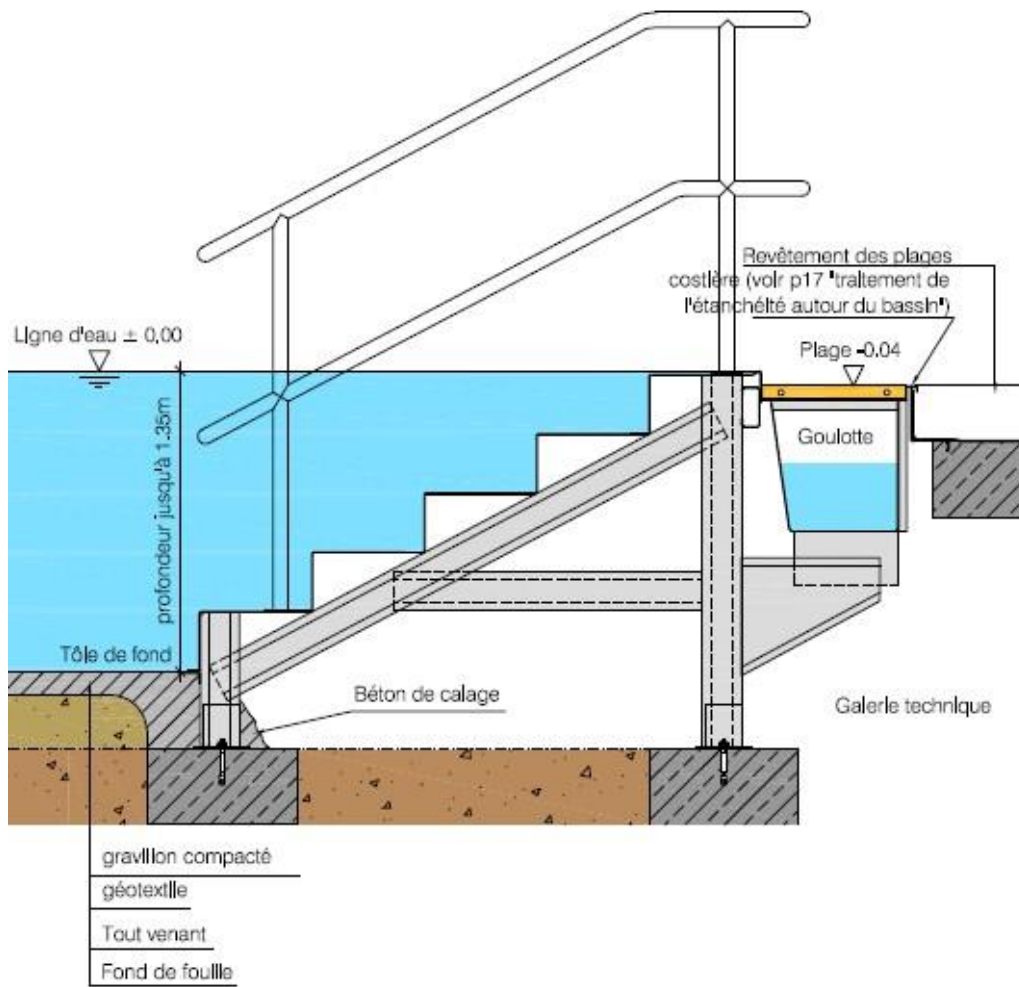 Revêtement des plages
costière (voir p17 "traitement de
l'étanchéité autour du bassin")
Ligne d'eau ± 0,00
Plage -0.04
Goulotte
profondeur jusqu'à 1.35m
Tôle de fond
Béton de calage
Galerie technique
gravillon compacté
géotextile
Tout venant
Fond de fouille